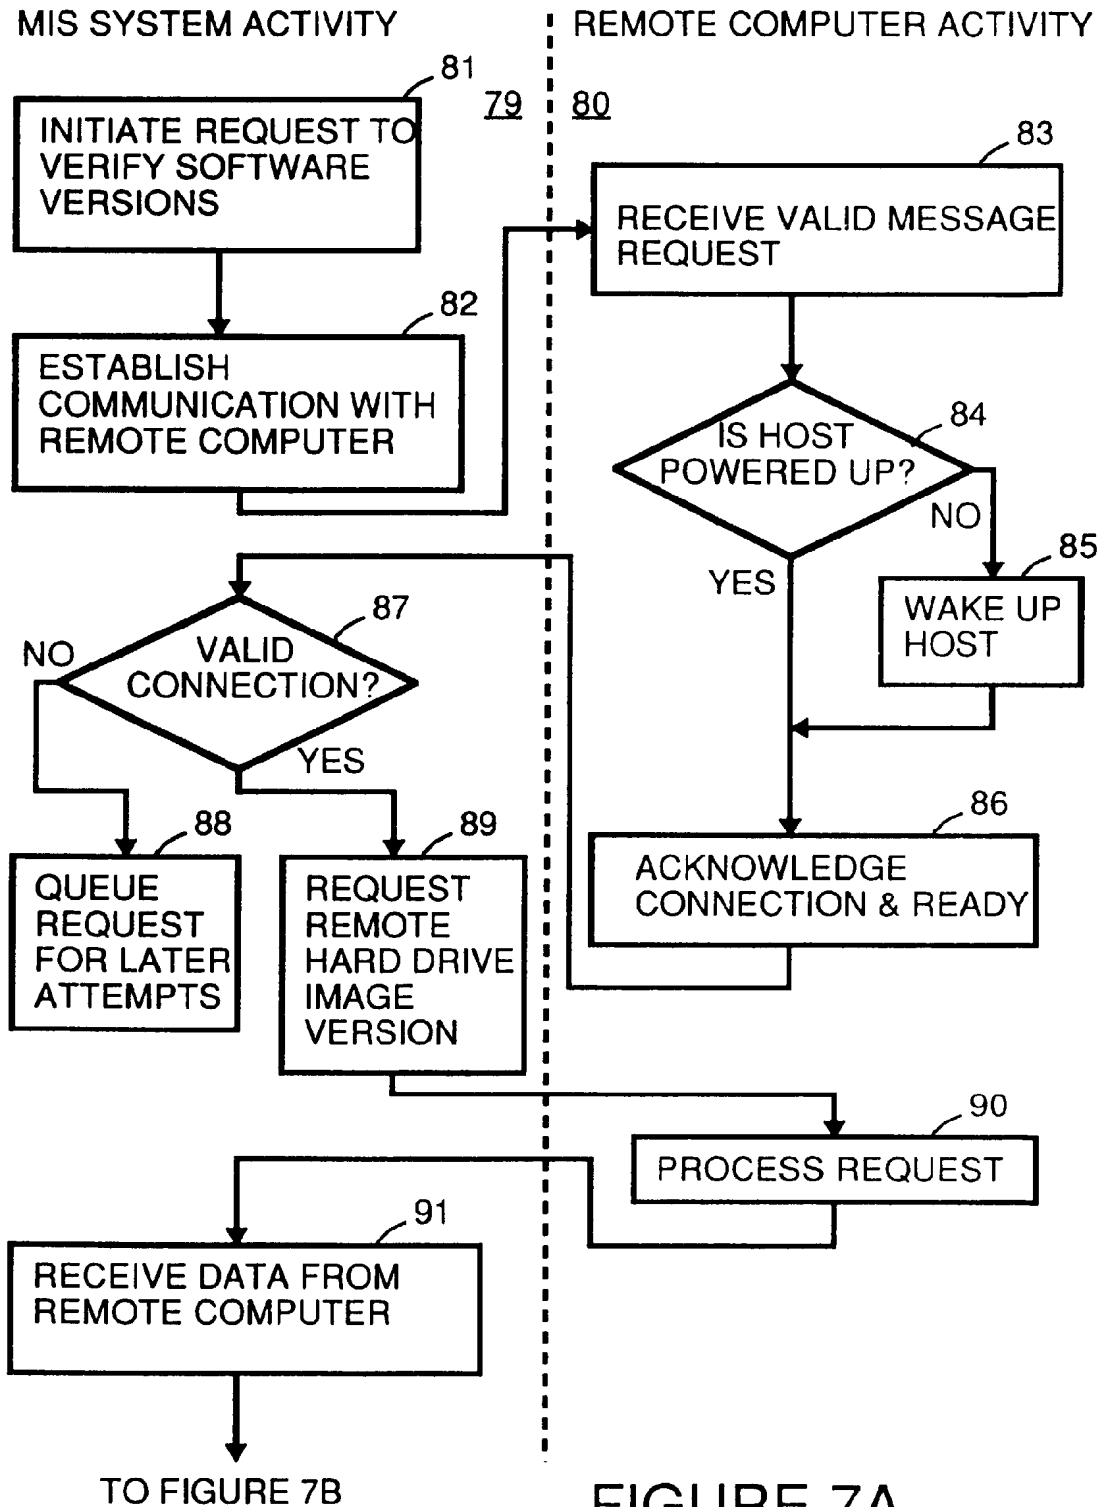 MIS SYSTEM ACTIVITY
REMOTE COMPUTER ACTIVITY
79
80
81
INITIATE REQUEST TO
VERIFY SOFTWARE
VERSIONS
82
ESTABLISH
COMMUNICATION WITH
REMOTE COMPUTER
83
RECEIVE VALID MESSAGE
REQUEST
84
IS HOST
POWERED UP?
NO
YES
85
WAKE UP
HOST
86
ACKNOWLEDGE
CONNECTION & READY
87
VALID
CONNECTION?
NO
YES
88
QUEUE
REQUEST
FOR LATER
ATTEMPTS
89
REQUEST
REMOTE
HARD DRIVE
IMAGE
VERSION
90
PROCESS REQUEST
91
RECEIVE DATA FROM
REMOTE COMPUTER
TO FIGURE 7B
FIGURE 7A